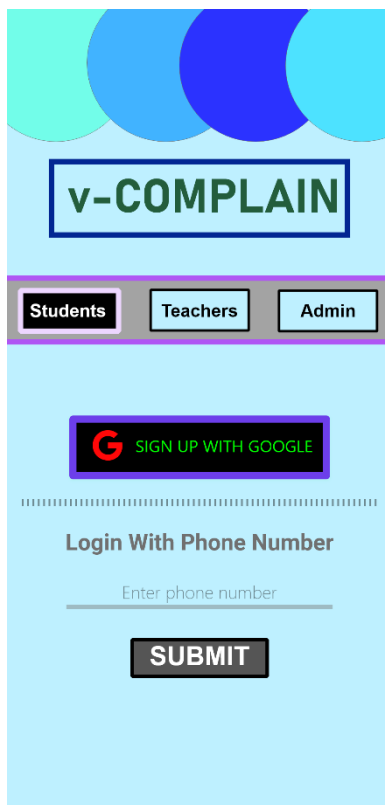 v-COMPLAIN
Students Teachers Admin
G SIGN UP WITH GOOGLE
Login With Phone Number
Enter phone number
SUBMIT